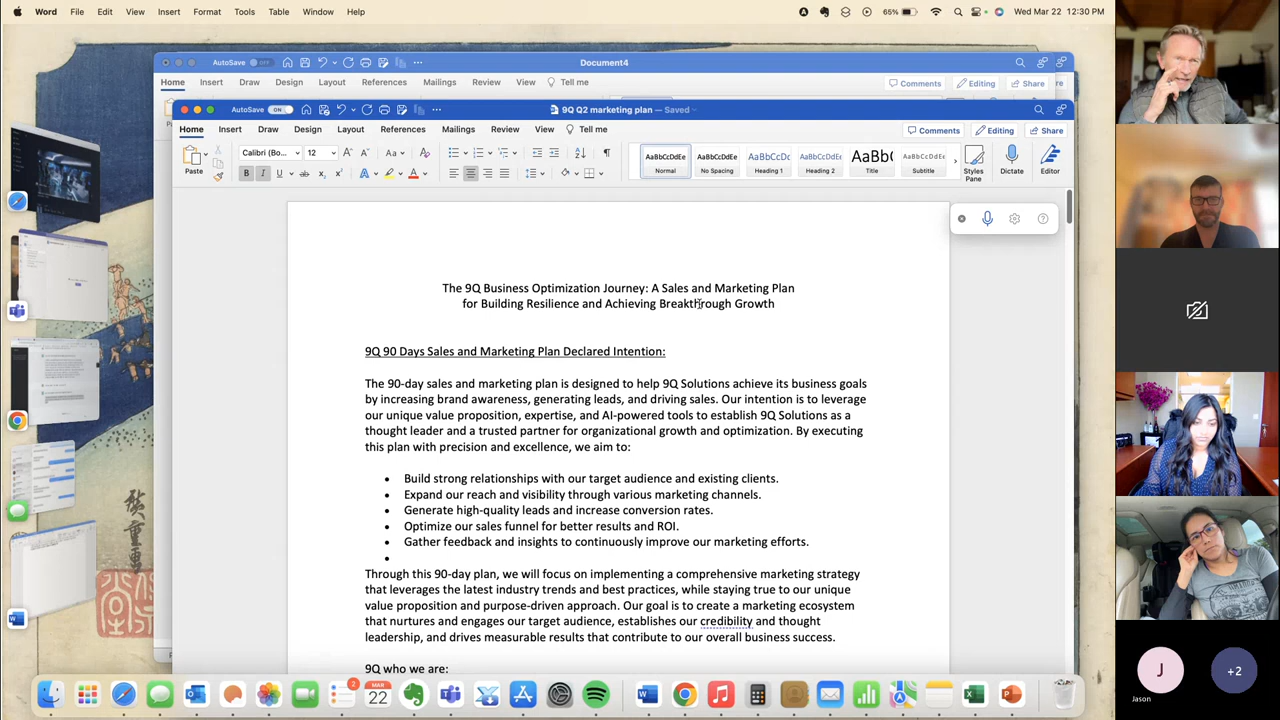 Word File Edit View Insert Format Tools Table Window Help 65% Wed Mar 22 12:30 PM
AutoSave OFF Document4
Home Insert Draw Design Layout References Mailings Review View Tell me Comments Editing Share
AutoSave ON 9Q Q2 marketing plan — Saved
Home Insert Draw Design Layout References Mailings Review View Tell me Comments Editing Share
Paste Calibri (Bo... 12 AaBbCcDdEe Normal AaBbCcDdEe No Spacing AaBbCcDc Heading 1 AaBbCcDdEe Heading 2 AaBb( Title AaBbCcDdEe Subtitle Styles Pane Dictate Editor
The 9Q Business Optimization Journey: A Sales and Marketing Plan
for Building Resilience and Achieving Breakthrough Growth
9Q 90 Days Sales and Marketing Plan Declared Intention:
The 90-day sales and marketing plan is designed to help 9Q Solutions achieve its business goals
by increasing brand awareness, generating leads, and driving sales. Our intention is to leverage
our unique value proposition, expertise, and AI-powered tools to establish 9Q Solutions as a
thought leader and a trusted partner for organizational growth and optimization. By executing
this plan with precision and excellence, we aim to:
• Build strong relationships with our target audience and existing clients.
• Expand our reach and visibility through various marketing channels.
• Generate high-quality leads and increase conversion rates.
• Optimize our sales funnel for better results and ROI.
• Gather feedback and insights to continuously improve our marketing efforts.
•
Through this 90-day plan, we will focus on implementing a comprehensive marketing strategy
that leverages the latest industry trends and best practices, while staying true to our unique
value proposition and purpose-driven approach. Our goal is to create a marketing ecosystem
that nurtures and engages our target audience, establishes our credibility and thought
leadership, and drives measurable results that contribute to our overall business success.
9Q who we are:
J
Jason
+2
2
MAR
22